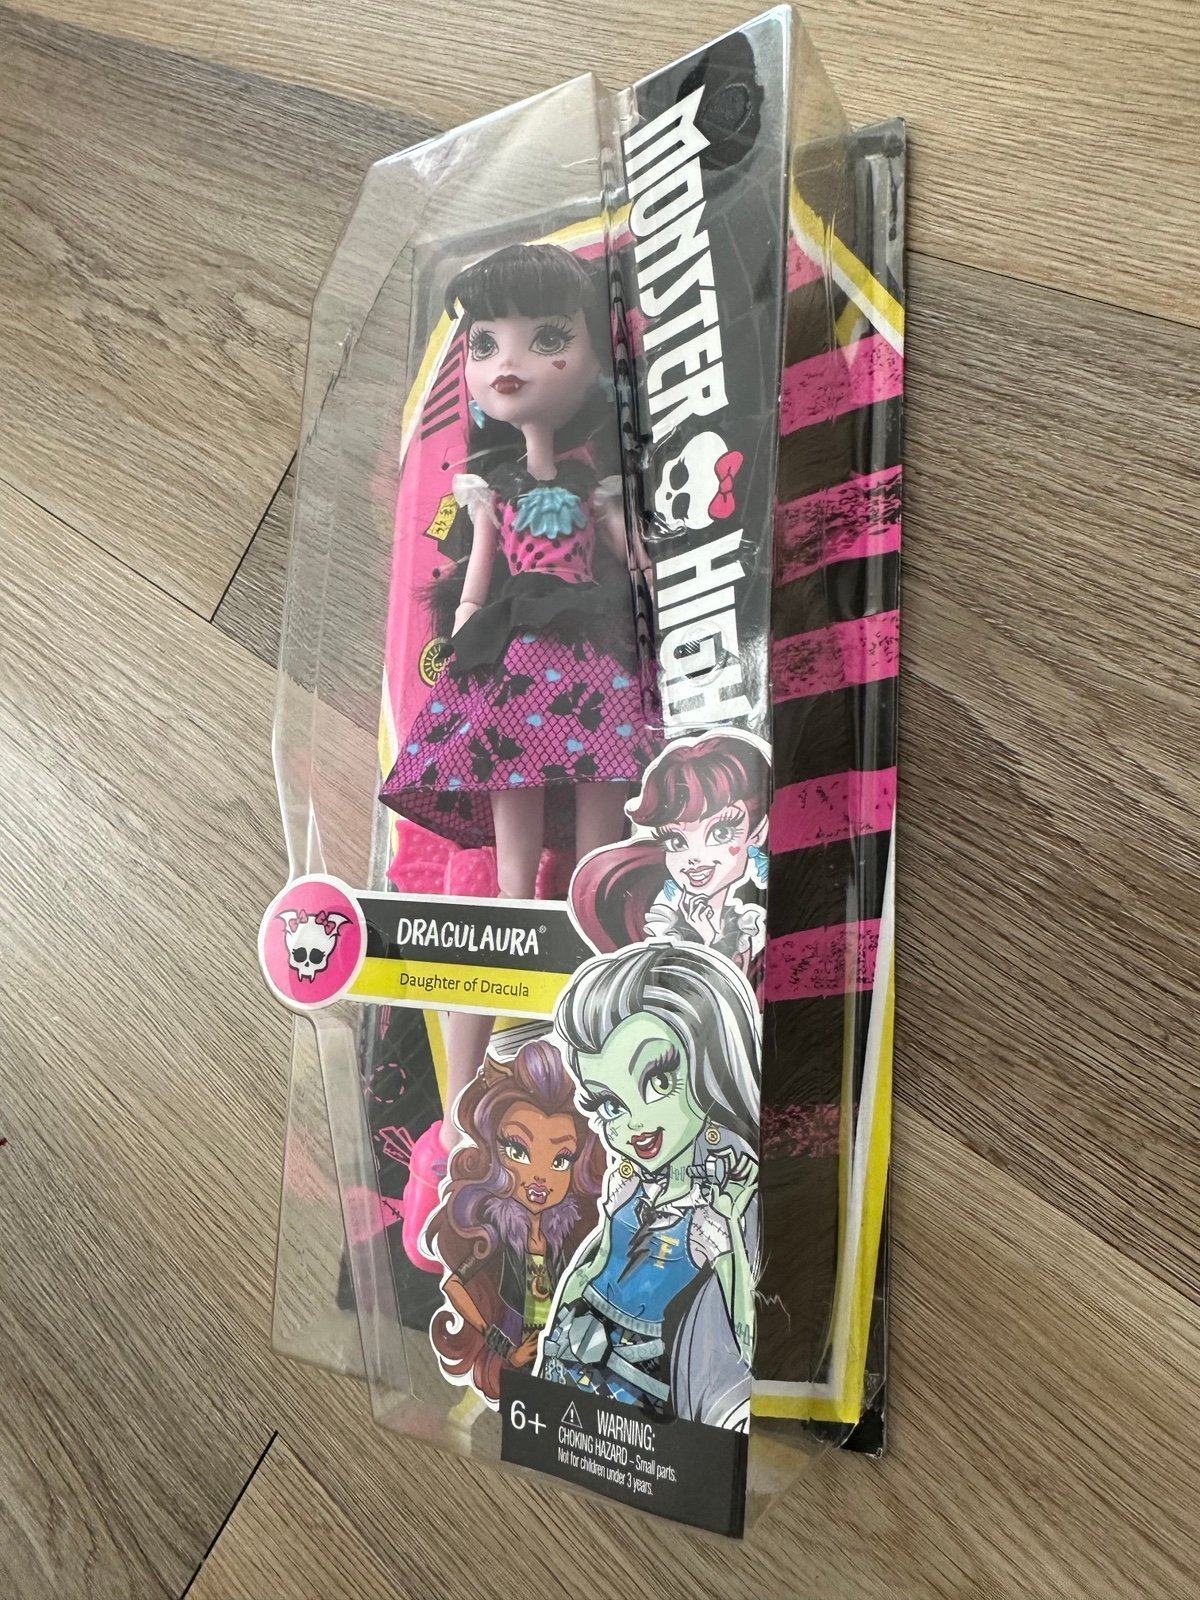 MONSTER HIGH
DRACULAURA®
Daughter of Dracula
F
6+
WARNING:
CHOKING HAZARD – Small parts.
Not for children under 3 years.